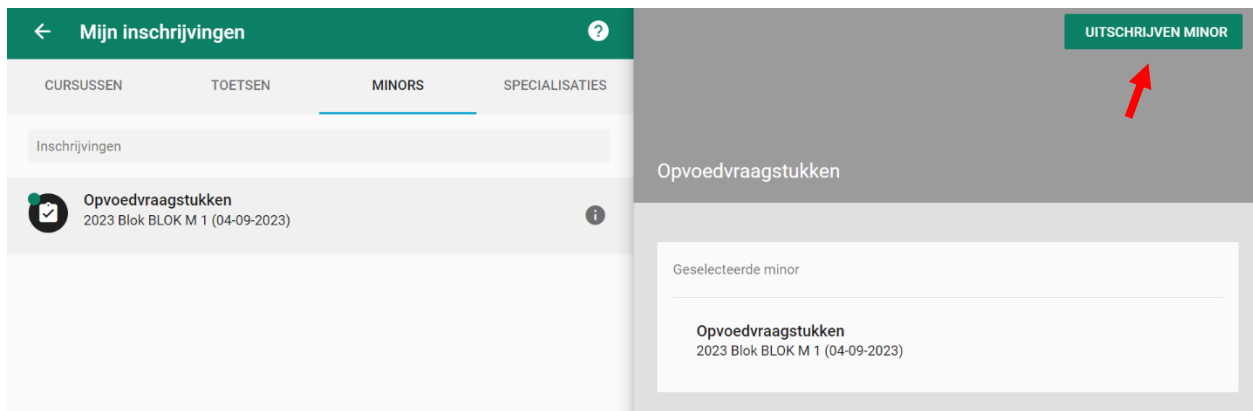 Mijn inschrijvingen
?
CURSUSSEN
TOETSEN
MINORS
SPECIALISATIES
Inschrijvingen
Opvoedvraagstukken
2023 Blok BLOK M 1 (04-09-2023)
UITSCHRIJVEN MINOR
Opvoedvraagstukken
Geselecteerde minor
Opvoedvraagstukken
2023 Blok BLOK M 1 (04-09-2023)